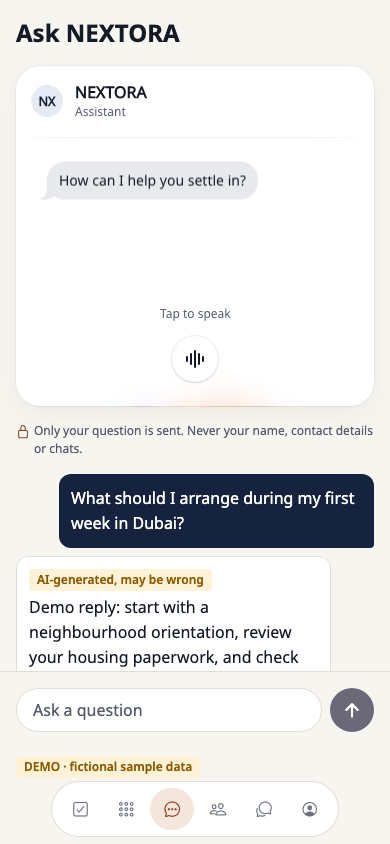 Ask NEXTORA
NX
NEXTORA
Assistant
How can I help you settle in?
Tap to speak
Only your question is sent. Never your name, contact details
or chats.
What should I arrange during my first
week in Dubai?
AI-generated, may be wrong
Demo reply: start with a
neighbourhood orientation, review
your housing paperwork, and check
Ask a question
DEMO · fictional sample data